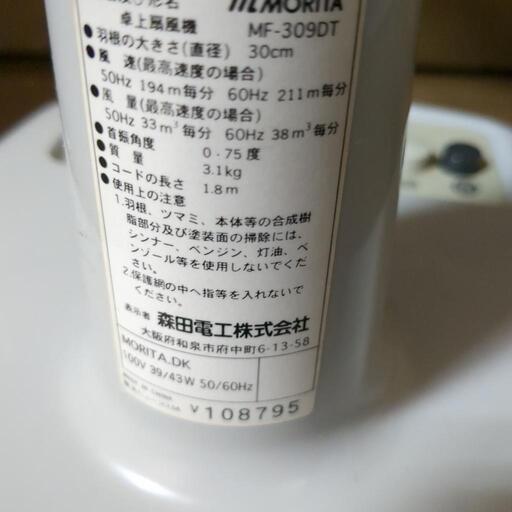 MORITA
卓上扇風機 MF-309DT
●羽根の大きさ(直径) 30cm
●風 速(最高速度の場合)
50Hz 194m毎分 60Hz 211m毎分
●風 量(最高速度の場合)
50Hz 33m³毎分 60Hz 38m³毎分
●首振角度 0・75度
●質 量 3.1kg
●コードの長さ 1.8m
●使用上の注意
1.羽根、ツマミ、本体等の合成樹
脂部分及び塗装面の掃除には、
シンナー、ベンジン、灯油、ベ
ンゾール等を使用しないでくだ
さい。
2.保護網の中へ指等を入れないで
ください。
表示者 森田電工株式会社
大阪府和泉市府中町6-13-58
MORITA.DK
100V 39/43W 50/60Hz
MADE IN CHINA
V108795